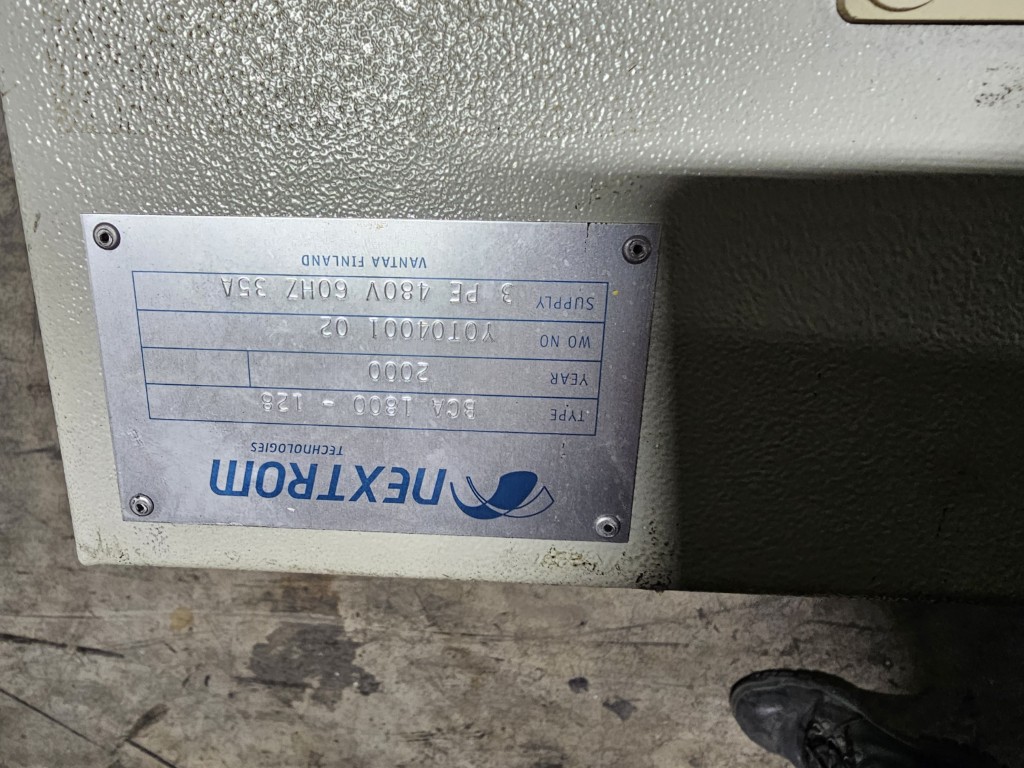 NEXTROM
TECHNOLOGIES
TYPE BCA 1800 - 128
YEAR 2000
WO NO YOT04001 02
SUPPLY 3 PE 480V 60HZ 35A
VANTAA FINLAND